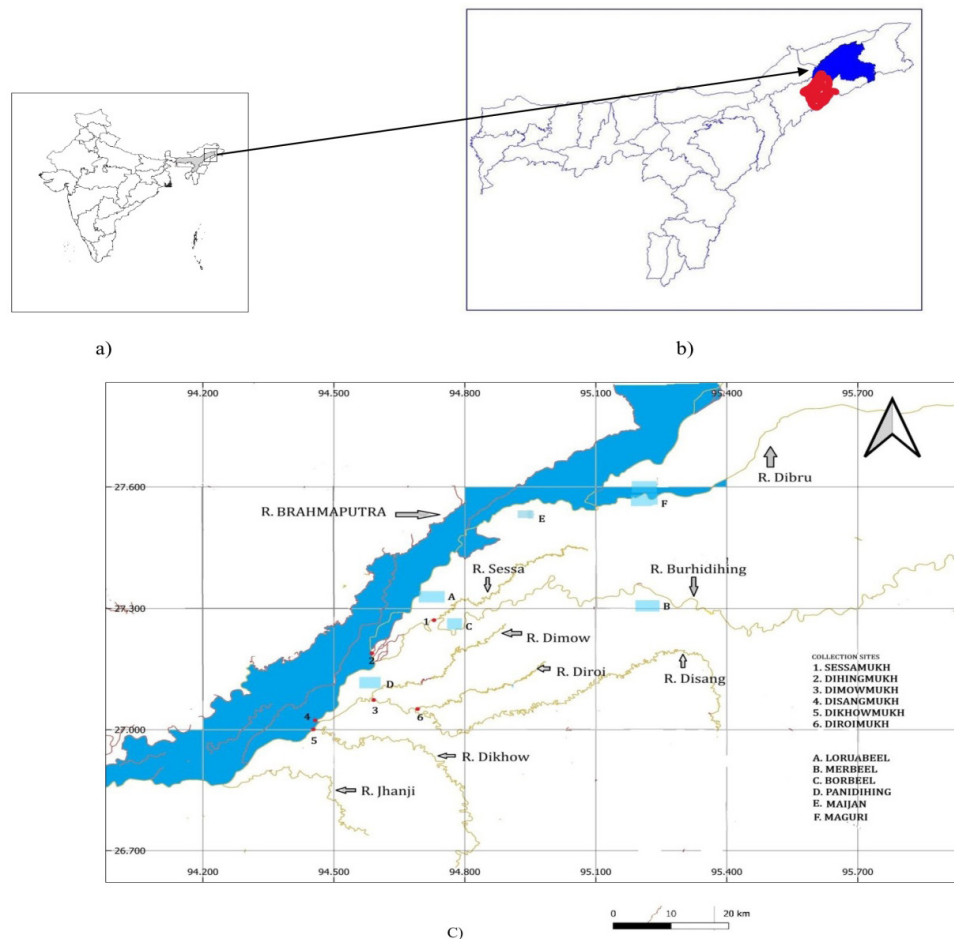 a)
b)
94.200
94.500
94.800
95.100
95.400
95.700
R. Dibru
27.600
R. BRAHMAPUTRA
E
F
R. Sessa
R. Burhidihing
A
27.300
B
1
C
R. Dimow
2
R. Diroi
R. Disang
D
3
6
4
27.000
5
R. Dikhow
R. Jhanji
COLLECTION SITES
1. SESSAMUKH
2. DIHINGMUKH
3. DIMOWMUKH
4. DISANGMUKH
5. DIKHOWMUKH
6. DIROIMUKH
A. LORUABEEL
B. MERBEEL
C. BORBEEL
D. PANIDIHING
E. MAIJAN
F. MAGURI
26.700
94.200
94.500
94.800
95.100
95.400
95.700
0 10 20 km
C)